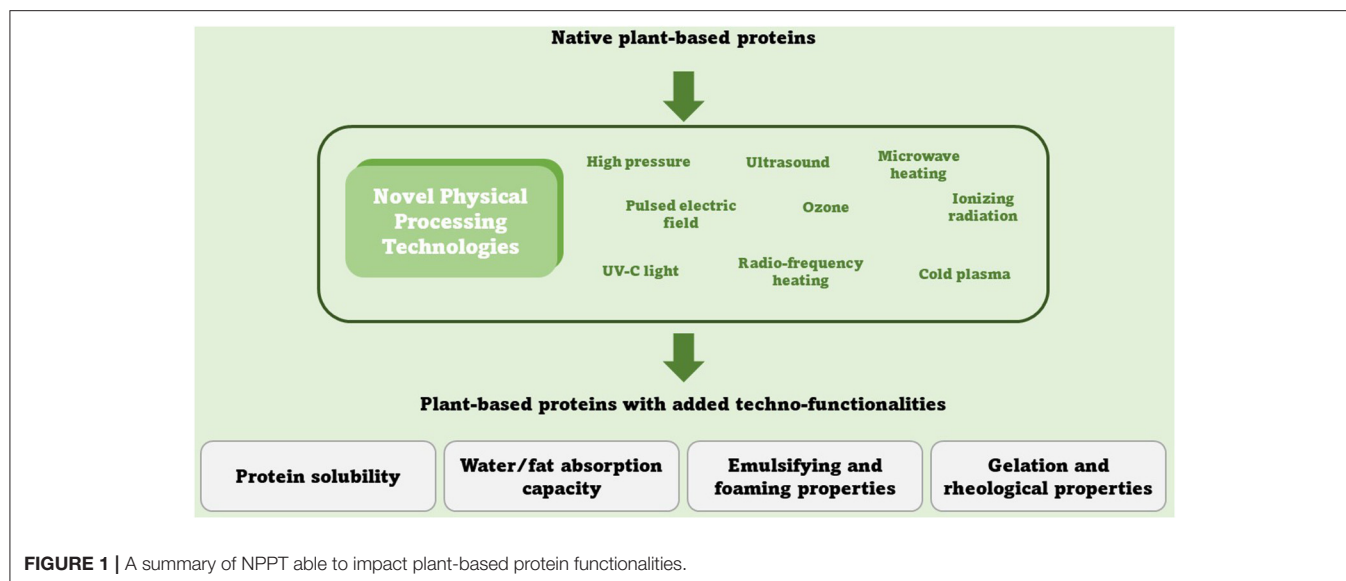 Native plant-based proteins
Novel Physical
Processing
Technologies
High pressure
Ultrasound
Microwave
heating
Pulsed electric
field
Ozone
Ionizing
radiation
UV-C light
Radio-frequency
heating
Cold plasma
Plant-based proteins with added techno-functionalities
Protein solubility
Water/fat absorption
capacity
Emulsifying and
foaming properties
Gelation and
rheological properties
FIGURE 1 | A summary of NPPT able to impact plant-based protein functionalities.